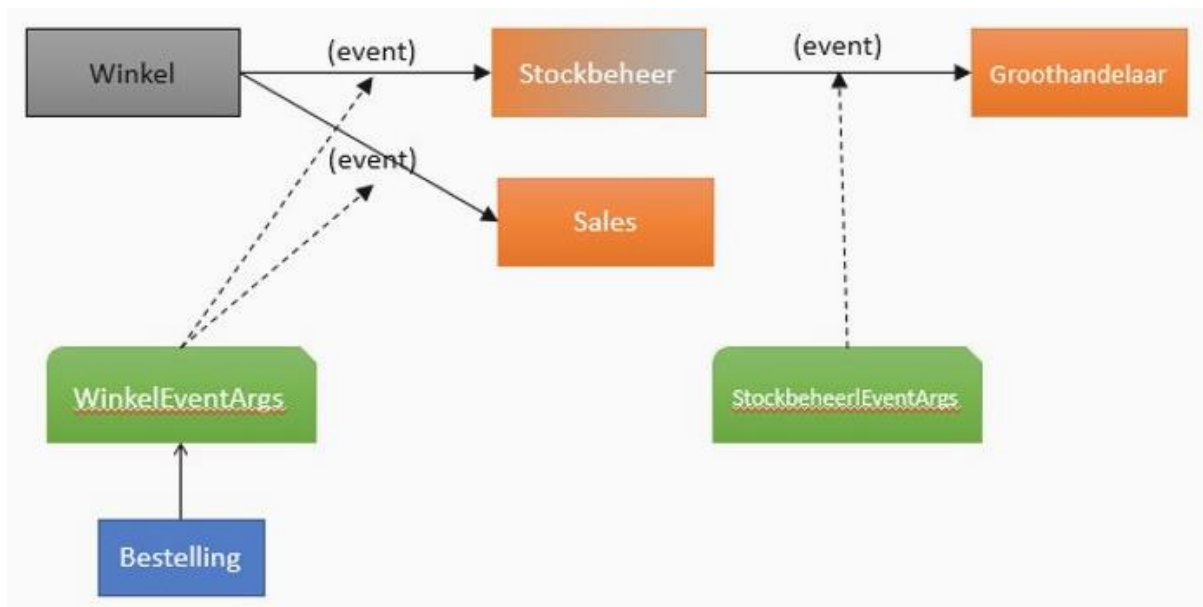 Winkel
(event)
Stockbeheer
(event)
Groothandelaar
(event)
Sales
WinkelEventArgs
StockbeheerlEventArgs
Bestelling